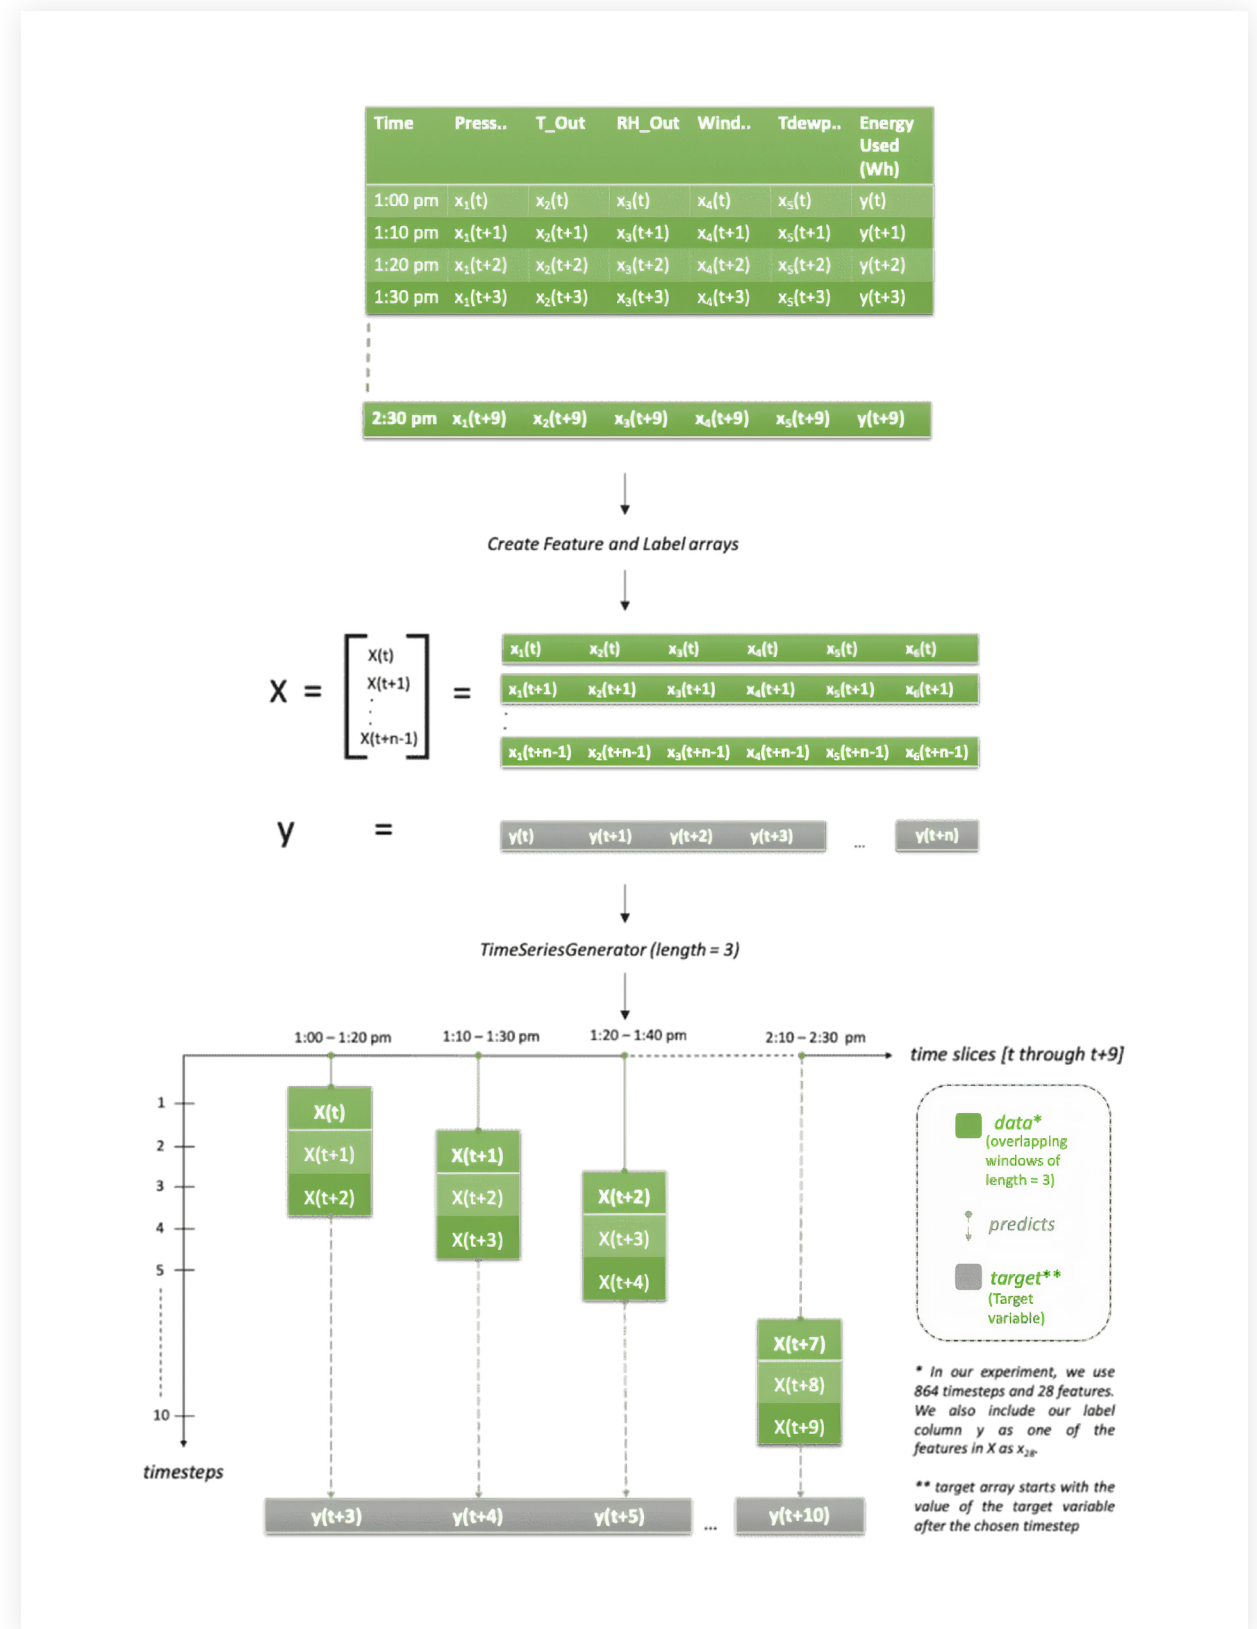 Time Press.. T_Out RH_Out Wind.. Tdewp.. Energy
Used
(Wh)
1:00 pm x₁(t) x₂(t) x₃(t) x₄(t) x₅(t) y(t)
1:10 pm x₁(t+1) x₂(t+1) x₃(t+1) x₄(t+1) x₅(t+1) y(t+1)
1:20 pm x₁(t+2) x₂(t+2) x₃(t+2) x₄(t+2) x₅(t+2) y(t+2)
1:30 pm x₁(t+3) x₂(t+3) x₃(t+3) x₄(t+3) x₅(t+3) y(t+3)
2:30 pm x₁(t+9) x₂(t+9) x₃(t+9) x₄(t+9) x₅(t+9) y(t+9)
Create Feature and Label arrays
X(t)
X = X(t+1) =
X(t+n-1)
x₁(t) x₂(t) x₃(t) x₄(t) x₅(t) x₆(t)
x₁(t+1) x₂(t+1) x₃(t+1) x₄(t+1) x₅(t+1) x₆(t+1)
x₁(t+n-1) x₂(t+n-1) x₃(t+n-1) x₄(t+n-1) x₅(t+n-1) x₆(t+n-1)
y = y(t) y(t+1) y(t+2) y(t+3) ... y(t+n)
TimeSeriesGenerator (length = 3)
1:00 – 1:20 pm 1:10 – 1:30 pm 1:20 – 1:40 pm 2:10 – 2:30 pm
time slices [t through t+9]
1
2
3
4
5
10
timesteps
X(t)
X(t+1)
X(t+2)
X(t+1)
X(t+2)
X(t+3)
X(t+2)
X(t+3)
X(t+4)
X(t+7)
X(t+8)
X(t+9)
y(t+3) y(t+4) y(t+5) ... y(t+10)
data*
(overlapping
windows of
length = 3)
predicts
target**
(Target
variable)
* In our experiment, we use
864 timesteps and 28 features.
We also include our label
column y as one of the
features in X as x₂₈.
** target array starts with the
value of the target variable
after the chosen timestep